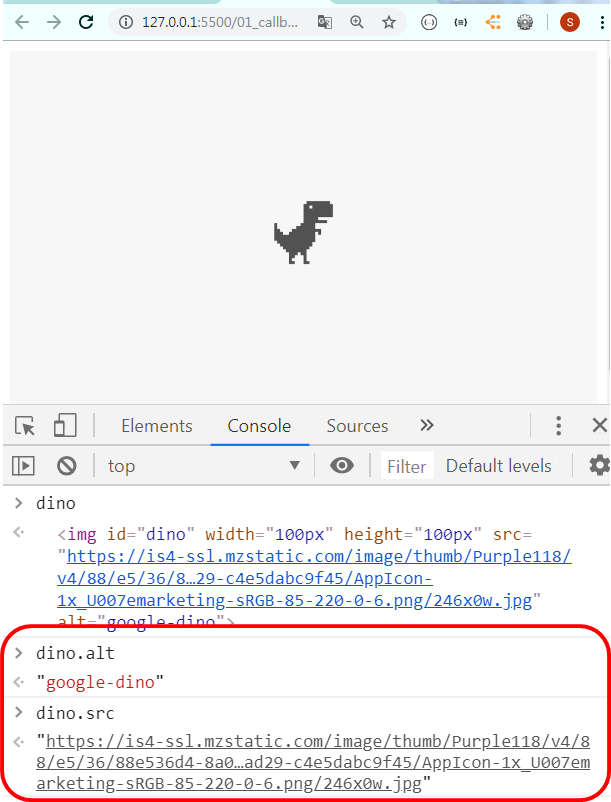 127.0.0.1:5500/01_callb...
S
Elements Console Sources »
top Filter Default levels
> dino
<img id="dino" width="100px" height="100px" src=
"https://is4-ssl.mzstatic.com/image/thumb/Purple118/
v4/88/e5/36/8…29-c4e5dabc9f45/AppIcon-
1x_U007emarketing-sRGB-85-220-0-6.png/246x0w.jpg"
alt="google-dino">
> dino.alt
"google-dino"
> dino.src
"https://is4-ssl.mzstatic.com/image/thumb/Purple118/v4/8
8/e5/36/88e536d4-8a0…ad29-c4e5dabc9f45/AppIcon-1x_U007em
arketing-sRGB-85-220-0-6.png/246x0w.jpg"